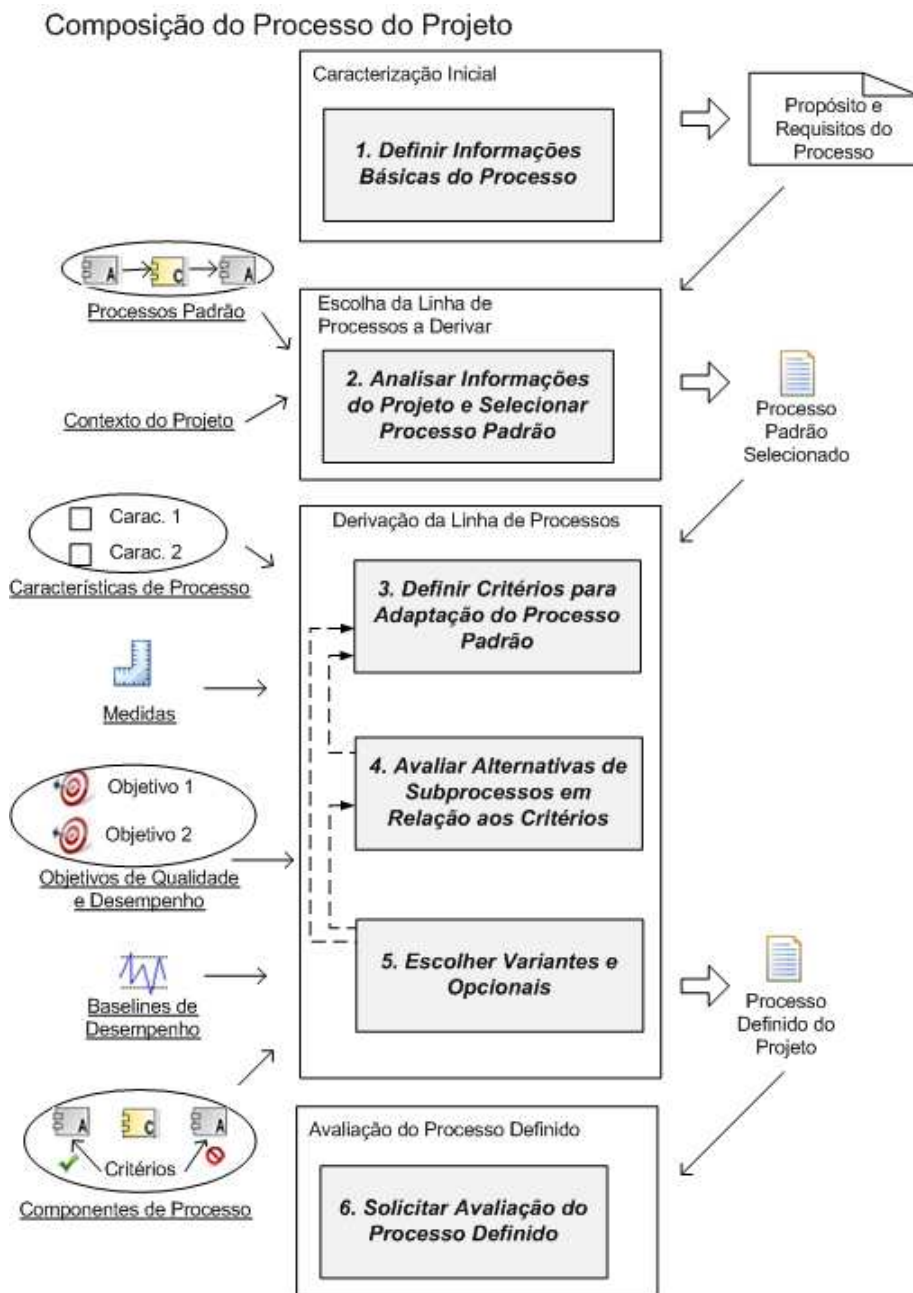 Composição do Processo do Projeto
Caracterização Inicial
1. Definir Informações
Básicas do Processo
Propósito e
Requisitos do
Processo
A
C
A
Processos Padrão
Contexto do Projeto
Escolha da Linha de
Processos a Derivar
2. Analisar Informações
do Projeto e Selecionar
Processo Padrão
Processo
Padrão
Selecionado
Carac. 1
Carac. 2
Características de Processo
Medidas
Objetivo 1
Objetivo 2
Objetivos de Qualidade
e Desempenho
Baselines de
Desempenho
A
C
A
Critérios
Componentes de Processo
Derivação da Linha de Processos
3. Definir Critérios para
Adaptação do Processo
Padrão
4. Avaliar Alternativas de
Subprocessos em
Relação aos Critérios
5. Escolher Variantes e
Opcionais
Processo
Definido do
Projeto
Avaliação do Processo Definido
6. Solicitar Avaliação do
Processo Definido